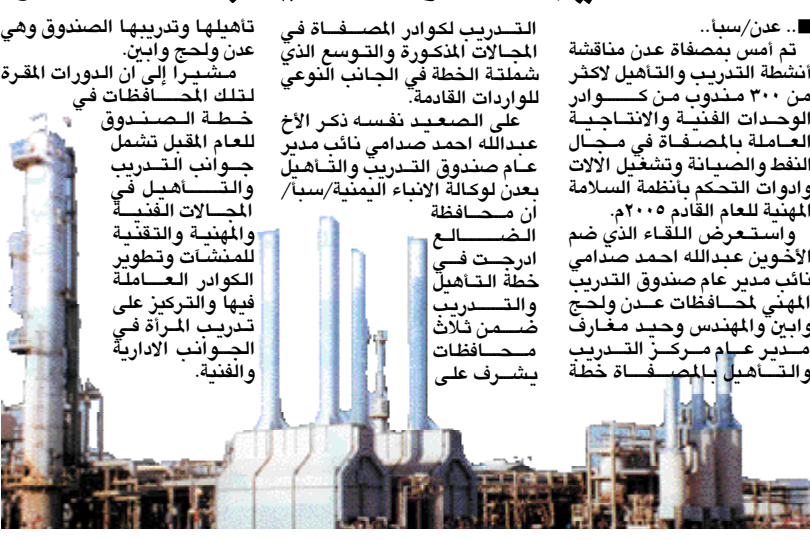 ■.. عدن/سبأ..
تم أمس بمصفاة عدن مناقشة
أنشطة التدريب والتأهيل لاكثر
من ٣٠٠ مندوب من كوادر
الوحدات الفنية والانتاجية
العاملة بالمصفاة في مجال
النفط والصيانة وتشغيل الالات
وادوات التحكم بأنظمة السلامة
المهنية للعام القادم ٢٠٠٥م.
واستعرض اللقاء الذي ضم
الأخوين عبدالله احمد صدامي
نائب مدير عام صندوق التدريب
المهني لمحافظات عدن ولحج
وابين والمهندس وحيد مغارف
مدير عام مركز التدريب
والتأهيل بالمصفاة خطة
التدريب لكوادر المصفاة في
المجالات المذكورة والتوسع الذي
شملتة الخطة في الجانب النوعي
للواردات القادمة.
على الصعيد نفسه ذكر الأخ
عبدالله احمد صدامي نائب مدير
عام صندوق التدريب والتأهيل
بعدن لوكالة الانباء اليمنية/سبأ/
ان محافظة
الضالع
ادرجت في
خطة التأهيل
والتدريب
ضمن ثلاث
محافظات
يشرف على
تأهيلها وتدريبها الصندوق وهي
عدن ولحج وابين.
مشيرا إلى ان الدورات المقرة
لتلك المحافظات في
خطة الصندوق
للعام المقبل تشمل
جوانب التدريب
والتأهيل في
المجالات الفنية
والمهنية والتقنية
للمنشآت وتطوير
الكوادر العاملة
فيها والتركيز على
تدريب المرأة في
الجوانب الادارية
والفنية.